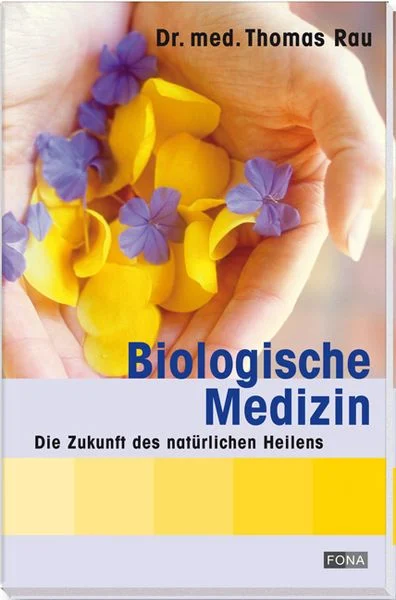 Dr. med. Thomas Rau
Biologische
Medizin
Die Zukunft des natürlichen Heilens
FONA